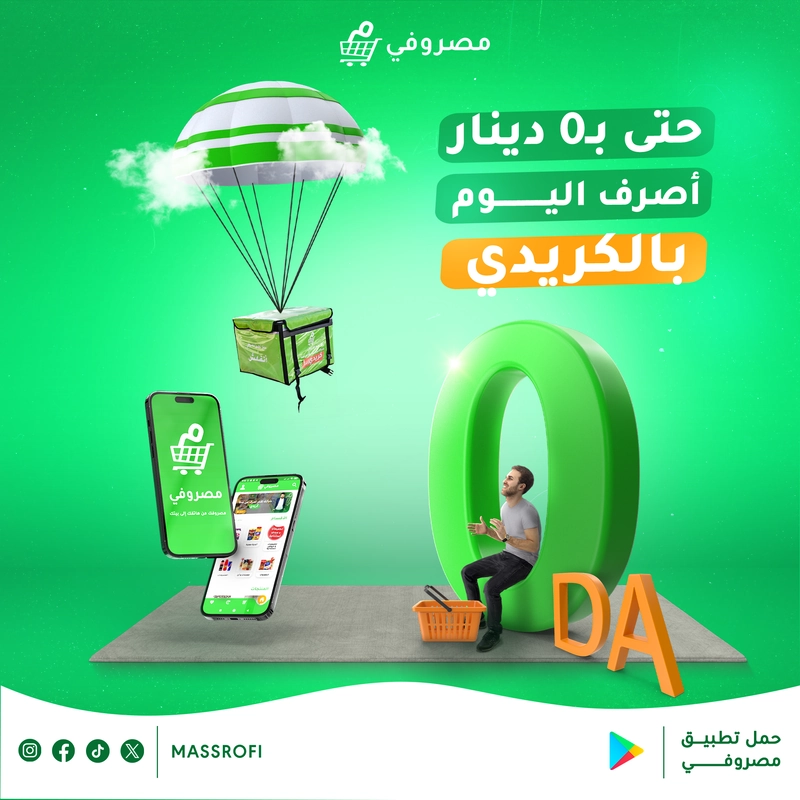 مصروفي
حتى بـ0 دينار
أصرف اليـــوم
بالكريدي
مصروفي
مصروفك من هاتفك إلى بيتك
0
DA
MASSROFI
حمل تطبيـق
مصروفـــي